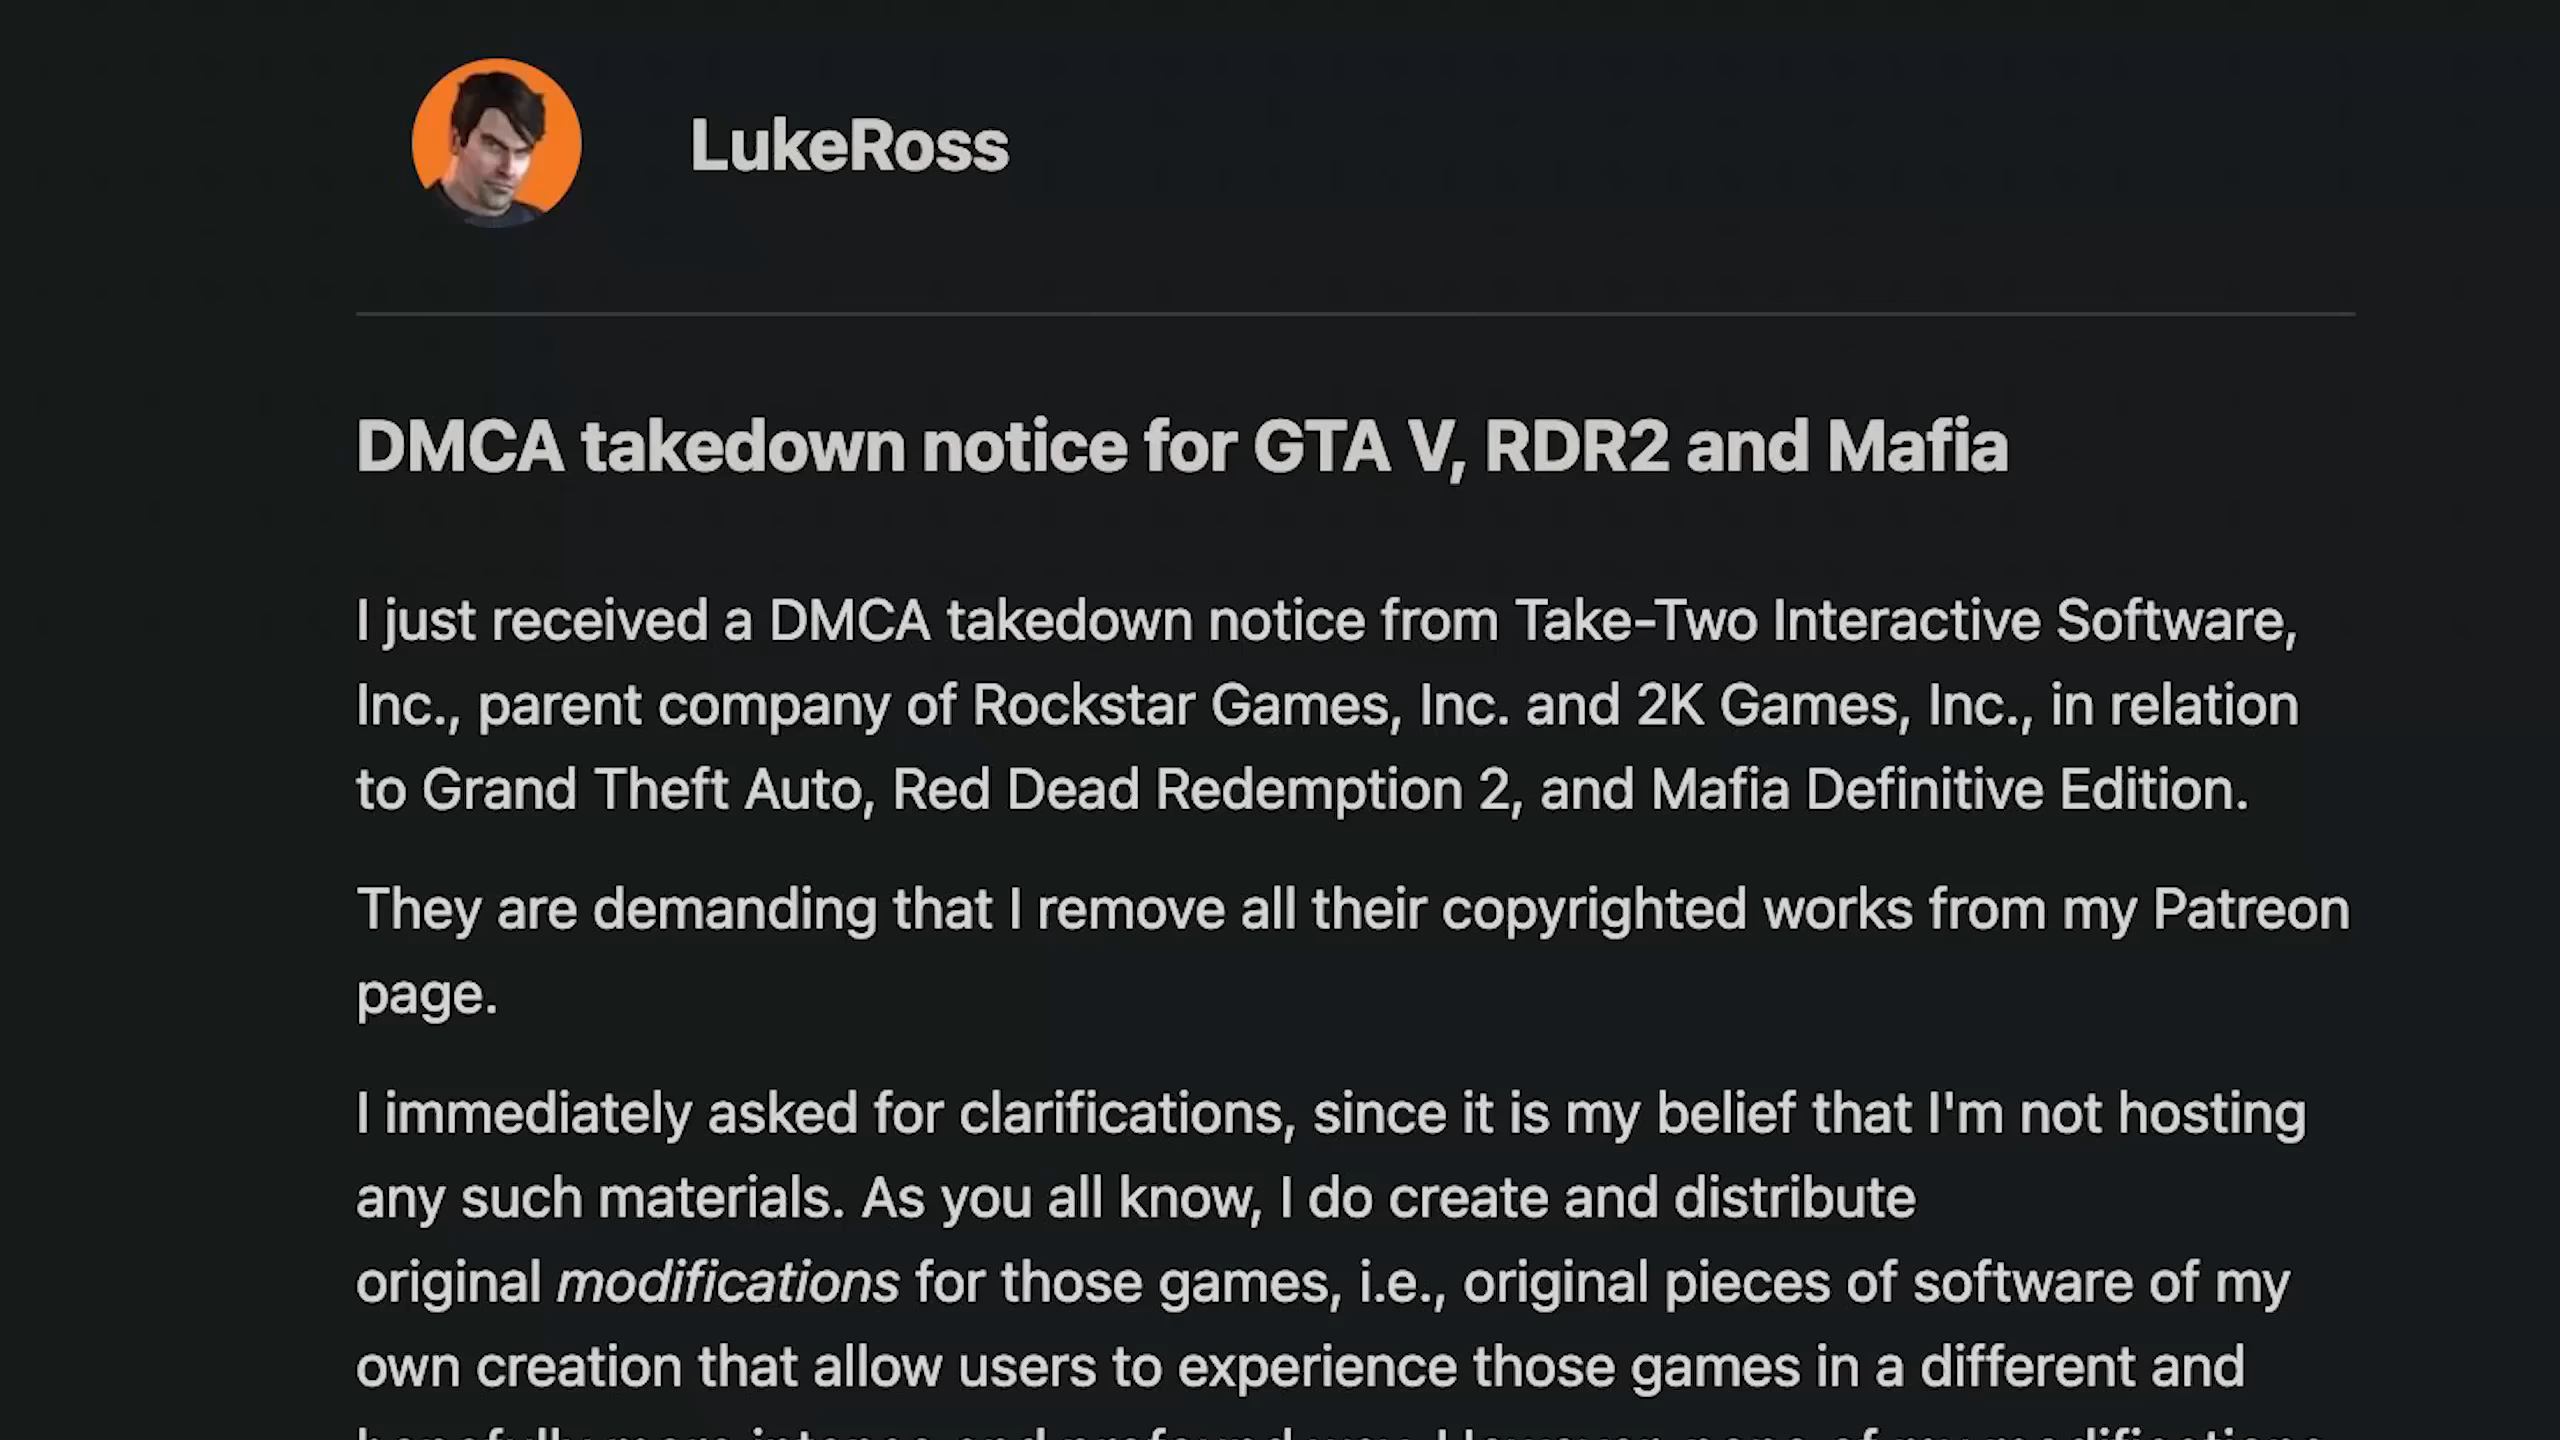 LukeRoss
DMCA takedown notice for GTA V, RDR2 and Mafia
I just received a DMCA takedown notice from Take-Two Interactive Software,
Inc., parent company of Rockstar Games, Inc. and 2K Games, Inc., in relation
to Grand Theft Auto, Red Dead Redemption 2, and Mafia Definitive Edition.
They are demanding that I remove all their copyrighted works from my Patreon
page.
I immediately asked for clarifications, since it is my belief that I'm not hosting
any such materials. As you all know, I do create and distribute
original modifications for those games, i.e., original pieces of software of my
own creation that allow users to experience those games in a different and